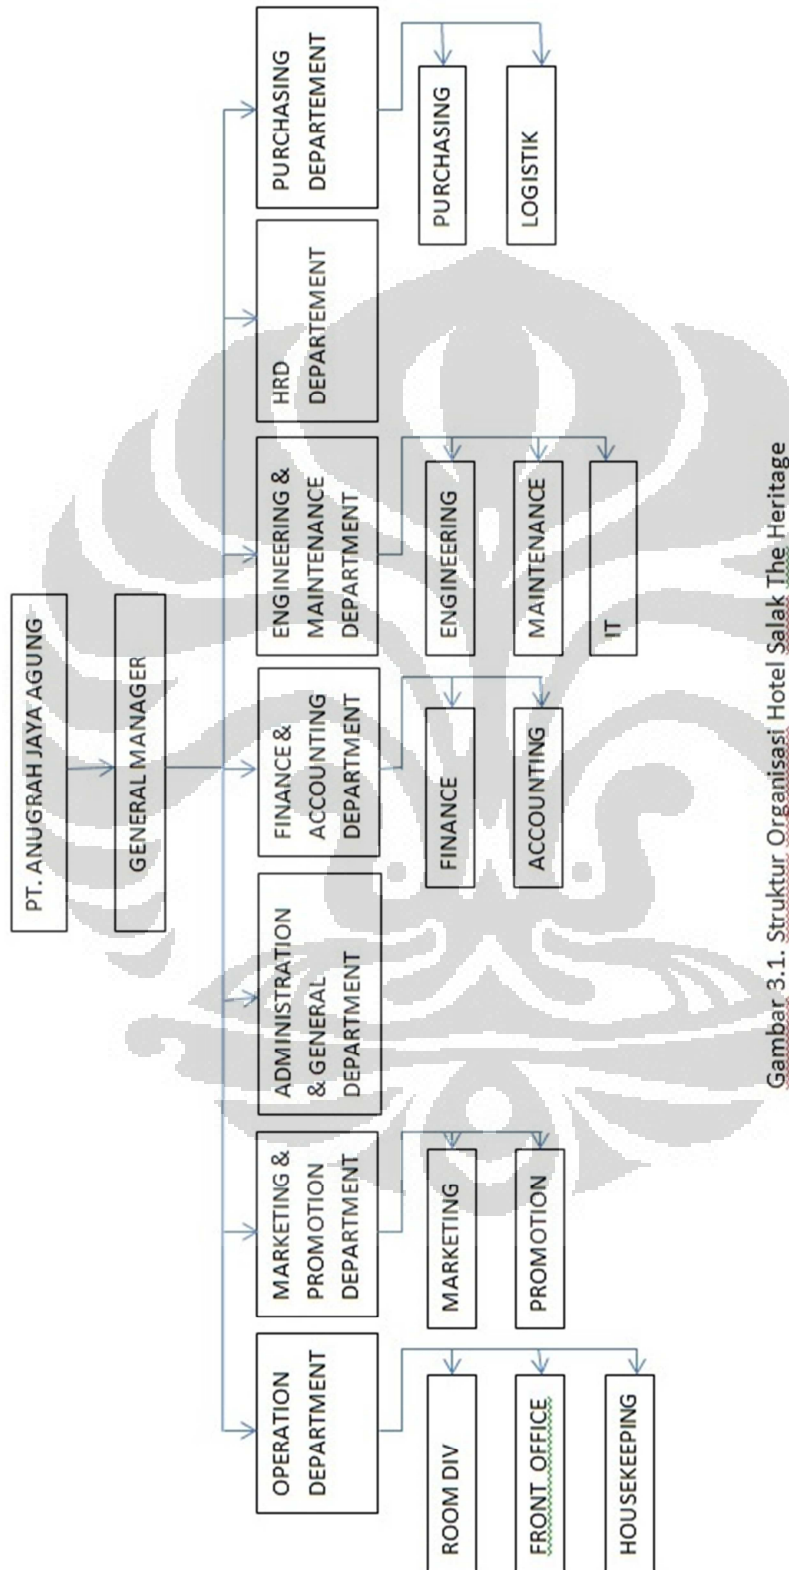 PT. ANUGRAH JAYA AGUNG
GENERAL MANAGER
OPERATION
DEPARTMENT
MARKETING &
PROMOTION
DEPARTMENT
ADMINISTRATION
& GENERAL
DEPARTMENT
FINANCE &
ACCOUNTING
DEPARTMENT
ENGINEERING &
MAINTENANCE
DEPARTMENT
HRD
DEPARTEMENT
PURCHASING
DEPARTEMENT
ROOM DIV
FRONT OFFICE
HOUSEKEEPING
MARKETING
PROMOTION
FINANCE
ACCOUNTING
ENGINEERING
MAINTENANCE
IT
PURCHASING
LOGISTIK
Gambar 3.1. Struktur Organisasi Hotel Salak The Heritage